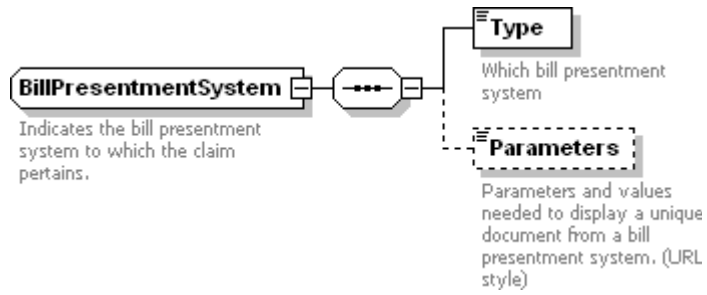 Type
Which bill presentment
system
BillPresentmentSystem
Indicates the bill presentment
system to which the claim
pertains.
Parameters
Parameters and values
needed to display a unique
document from a bill
presentment system. (URL
style)